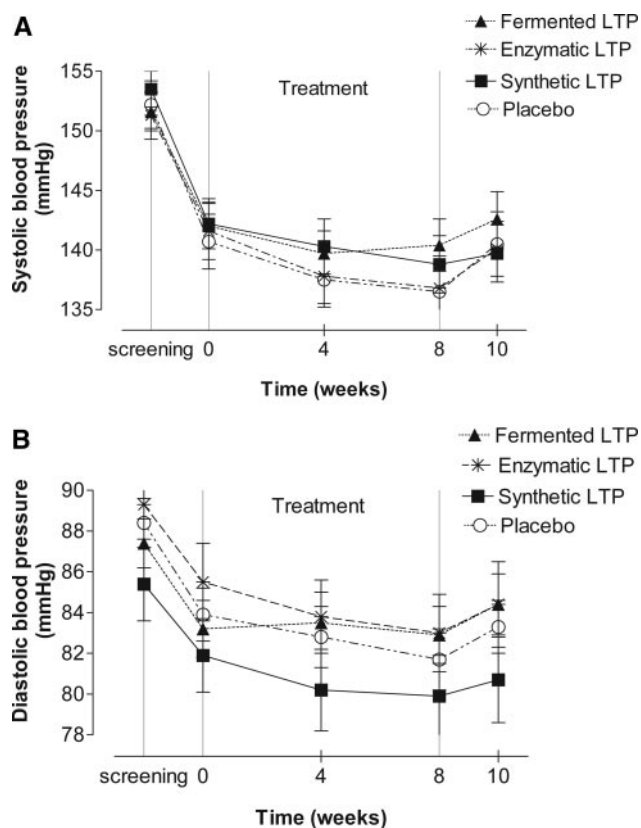 A
Fermented LTP
Enzymatic LTP
Synthetic LTP
Placebo
Treatment
Systolic blood pressure
(mmHg)
155
150
145
140
135
screening 0 4 8 10
Time (weeks)
B
Fermented LTP
Enzymatic LTP
Synthetic LTP
Placebo
Treatment
Diastolic blood pressure
(mmHg)
90
88
86
84
82
80
78
screening 0 4 8 10
Time (weeks)